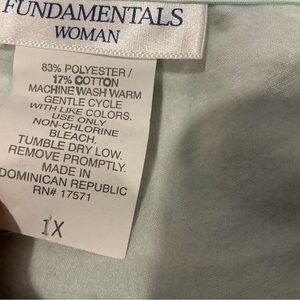 FUNDAMENTALS
WOMAN
83% POLYESTER /
17% COTTON
MACHINE WASH WARM
GENTLE CYCLE
WITH LIKE COLORS.
USE ONLY
NON-CHLORINE
BLEACH.
TUMBLE DRY LOW.
REMOVE PROMPTLY.
MADE IN
DOMINICAN REPUBLIC
RN# 17571
1X